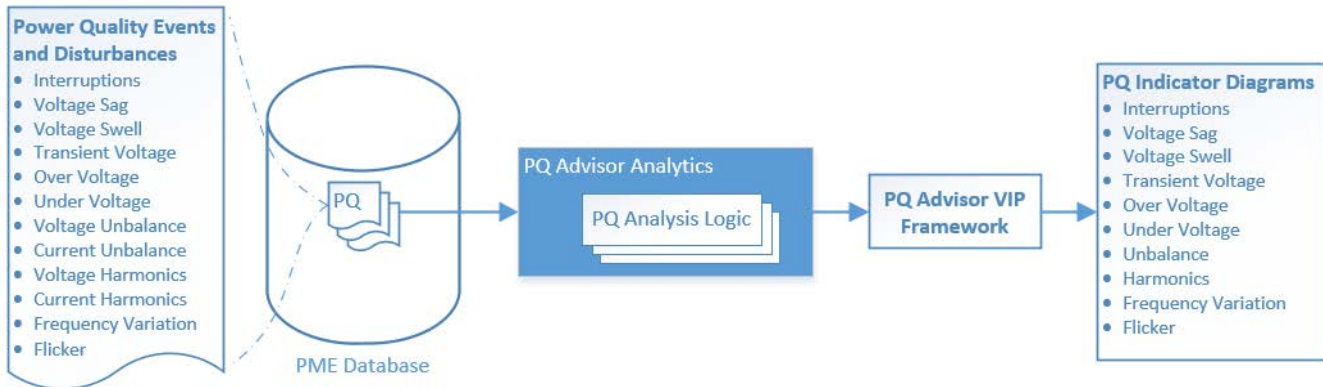 Power Quality Events
and Disturbances
• Interruptions
• Voltage Sag
• Voltage Swell
• Transient Voltage
• Over Voltage
• Under Voltage
• Voltage Unbalance
• Current Unbalance
• Voltage Harmonics
• Current Harmonics
• Frequency Variation
• Flicker
PQ
PME Database
PQ Advisor Analytics
PQ Analysis Logic
PQ Advisor VIP
Framework
PQ Indicator Diagrams
• Interruptions
• Voltage Sag
• Voltage Swell
• Transient Voltage
• Over Voltage
• Under Voltage
• Unbalance
• Harmonics
• Frequency Variation
• Flicker